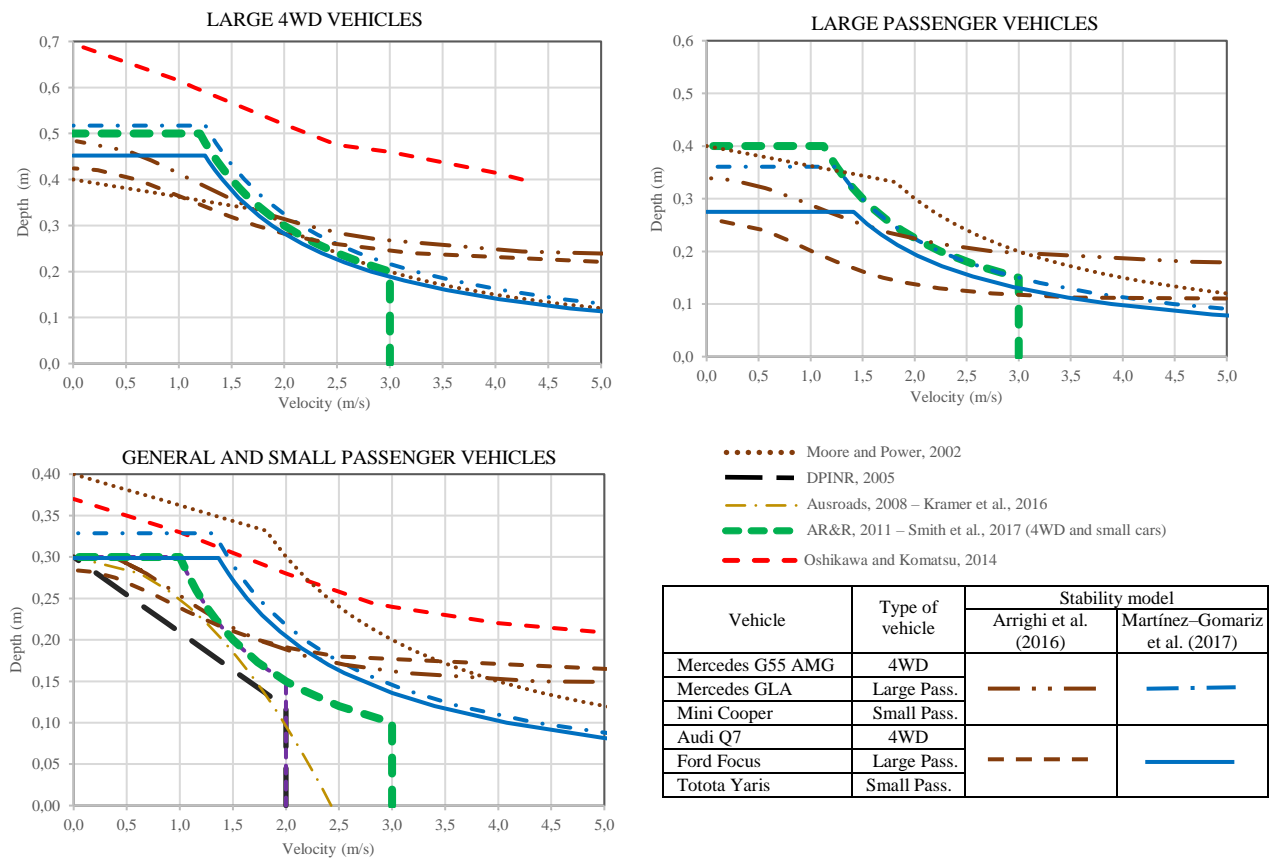 LARGE 4WD VEHICLES
0,7
0,6
0,5
0,4
0,3
0,2
0,1
0,0
Depth (m)
0,0 0,5 1,0 1,5 2,0 2,5 3,0 3,5 4,0 4,5 5,0
Velocity (m/s)
LARGE PASSENGER VEHICLES
0,6
0,5
0,4
0,3
0,2
0,1
0,0
Depth (m)
0,0 0,5 1,0 1,5 2,0 2,5 3,0 3,5 4,0 4,5 5,0
Velocity (m/s)
GENERAL AND SMALL PASSENGER VEHICLES
0,40
0,35
0,30
0,25
0,20
0,15
0,10
0,05
0,00
Depth (m)
0,0 0,5 1,0 1,5 2,0 2,5 3,0 3,5 4,0 4,5 5,0
Velocity (m/s)
Moore and Power, 2002
DPINR, 2005
Ausroads, 2008 – Kramer et al., 2016
AR&R, 2011 – Smith et al., 2017 (4WD and small cars)
Oshikawa and Komatsu, 2014
Vehicle
Type of
vehicle
Stability model
Arrighi et al.
(2016)
Martínez–Gomariz
et al. (2017)
Mercedes G55 AMG 4WD
Mercedes GLA Large Pass.
Mini Cooper Small Pass.
Audi Q7 4WD
Ford Focus Large Pass.
Totota Yaris Small Pass.